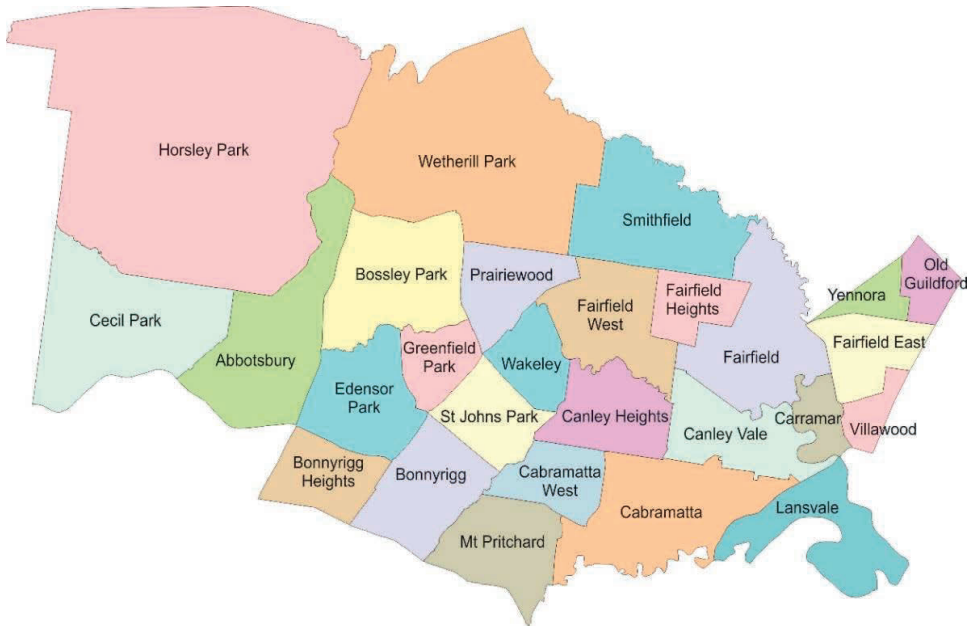 Horsley Park
Wetherill Park
Smithfield
Old
Guildford
Yennora
Bossley Park
Prairiewood
Fairfield
Heights
Fairfield
West
Cecil Park
Abbotsbury
Greenfield
Park
Wakeley
Fairfield
Fairfield East
Edensor
Park
St Johns Park
Canley Heights
Canley Vale
Carramar
Villawood
Bonnyrigg
Heights
Bonnyrigg
Cabramatta
West
Cabramatta
Lansvale
Mt Pritchard